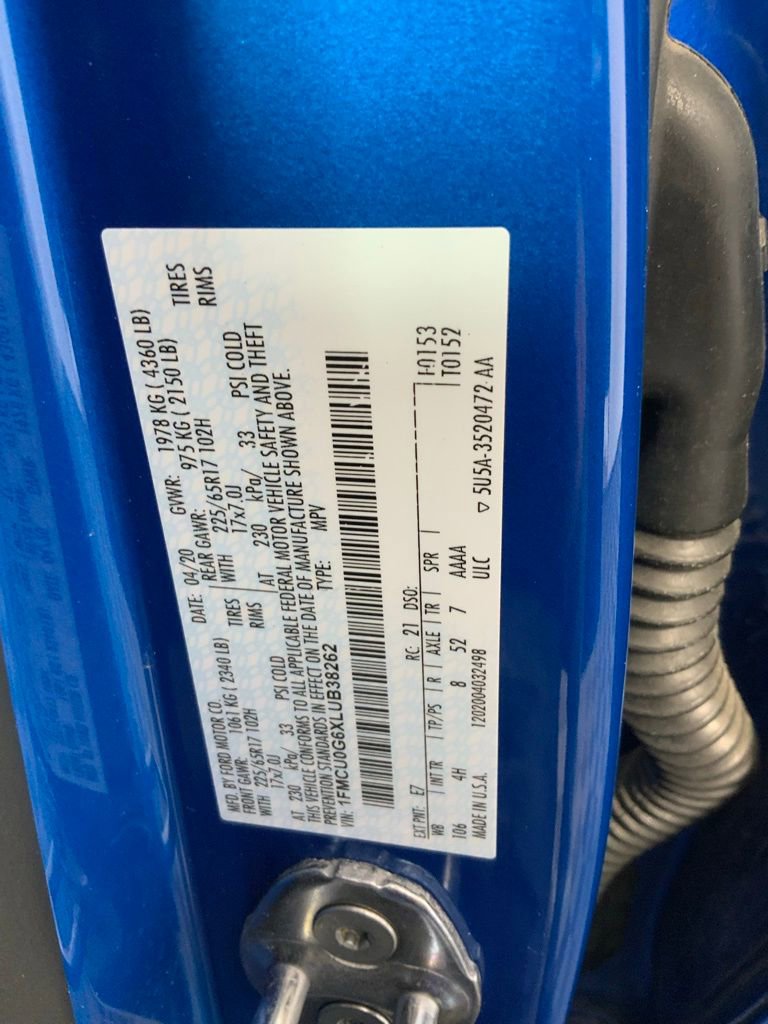 MFD. BY FORD MOTOR CO.
DATE: 04/20 GVWR: 1978 KG ( 4360 LB)
FRONT GAWR: 1061 KG ( 2340 LB) REAR GAWR: 975 KG ( 2150 LB)
WITH 225/65R17 102H TIRES WITH 225/65R17 102H TIRES
17x7.0J RIMS 17x7.0J RIMS
AT 230 kPa/ 33 PSI COLD AT 230 kPa/ 33 PSI COLD
THIS VEHICLE CONFORMS TO ALL APPLICABLE FEDERAL MOTOR VEHICLE SAFETY AND THEFT
PREVENTION STANDARDS IN EFFECT ON THE DATE OF MANUFACTURE SHOWN ABOVE.
VIN: 1FMCU0G6XLUB38262 TYPE: MPV
EXT PNT: E7 RC: 21 DSO: F0153
WB INT TR TP/PS R AXLE TR SPR T0152
106 4H 8 52 7 AAAA
MADE IN U.S.A. 1202004032498 ULC ▽ 5U5A-3520472-AA